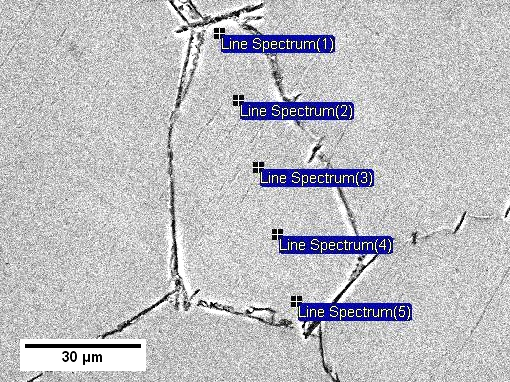 Line Spectrum(1)
Line Spectrum(2)
Line Spectrum(3)
Line Spectrum(4)
Line Spectrum(5)
30 µm